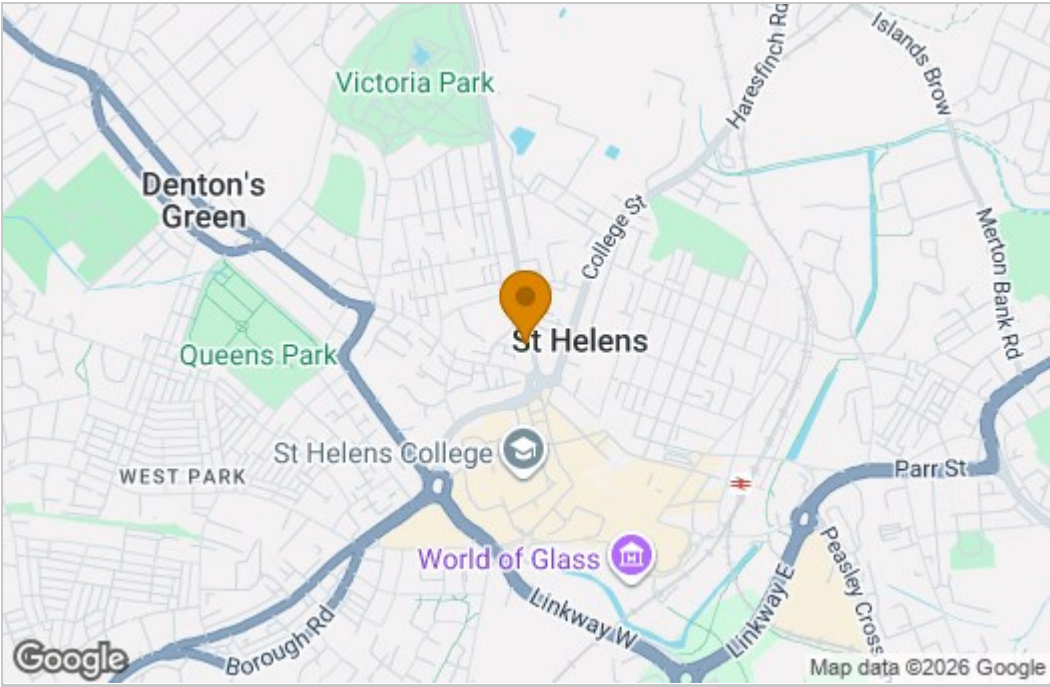 Victoria Park
Haresfinch Rd
Islands Brow
Denton's
Green
College St
Merton Bank Rd
St Helens
Queens Park
St Helens College
WEST PARK
Parr St
World of Glass
Peasley Cross
Linkway W
Linkway E
Borough Rd
Google
Map data ©2026 Google